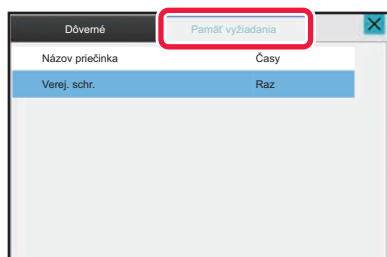 Dôverné Pamäť vyžiadania
Názov priečinka Časy
Verej. schr. Raz